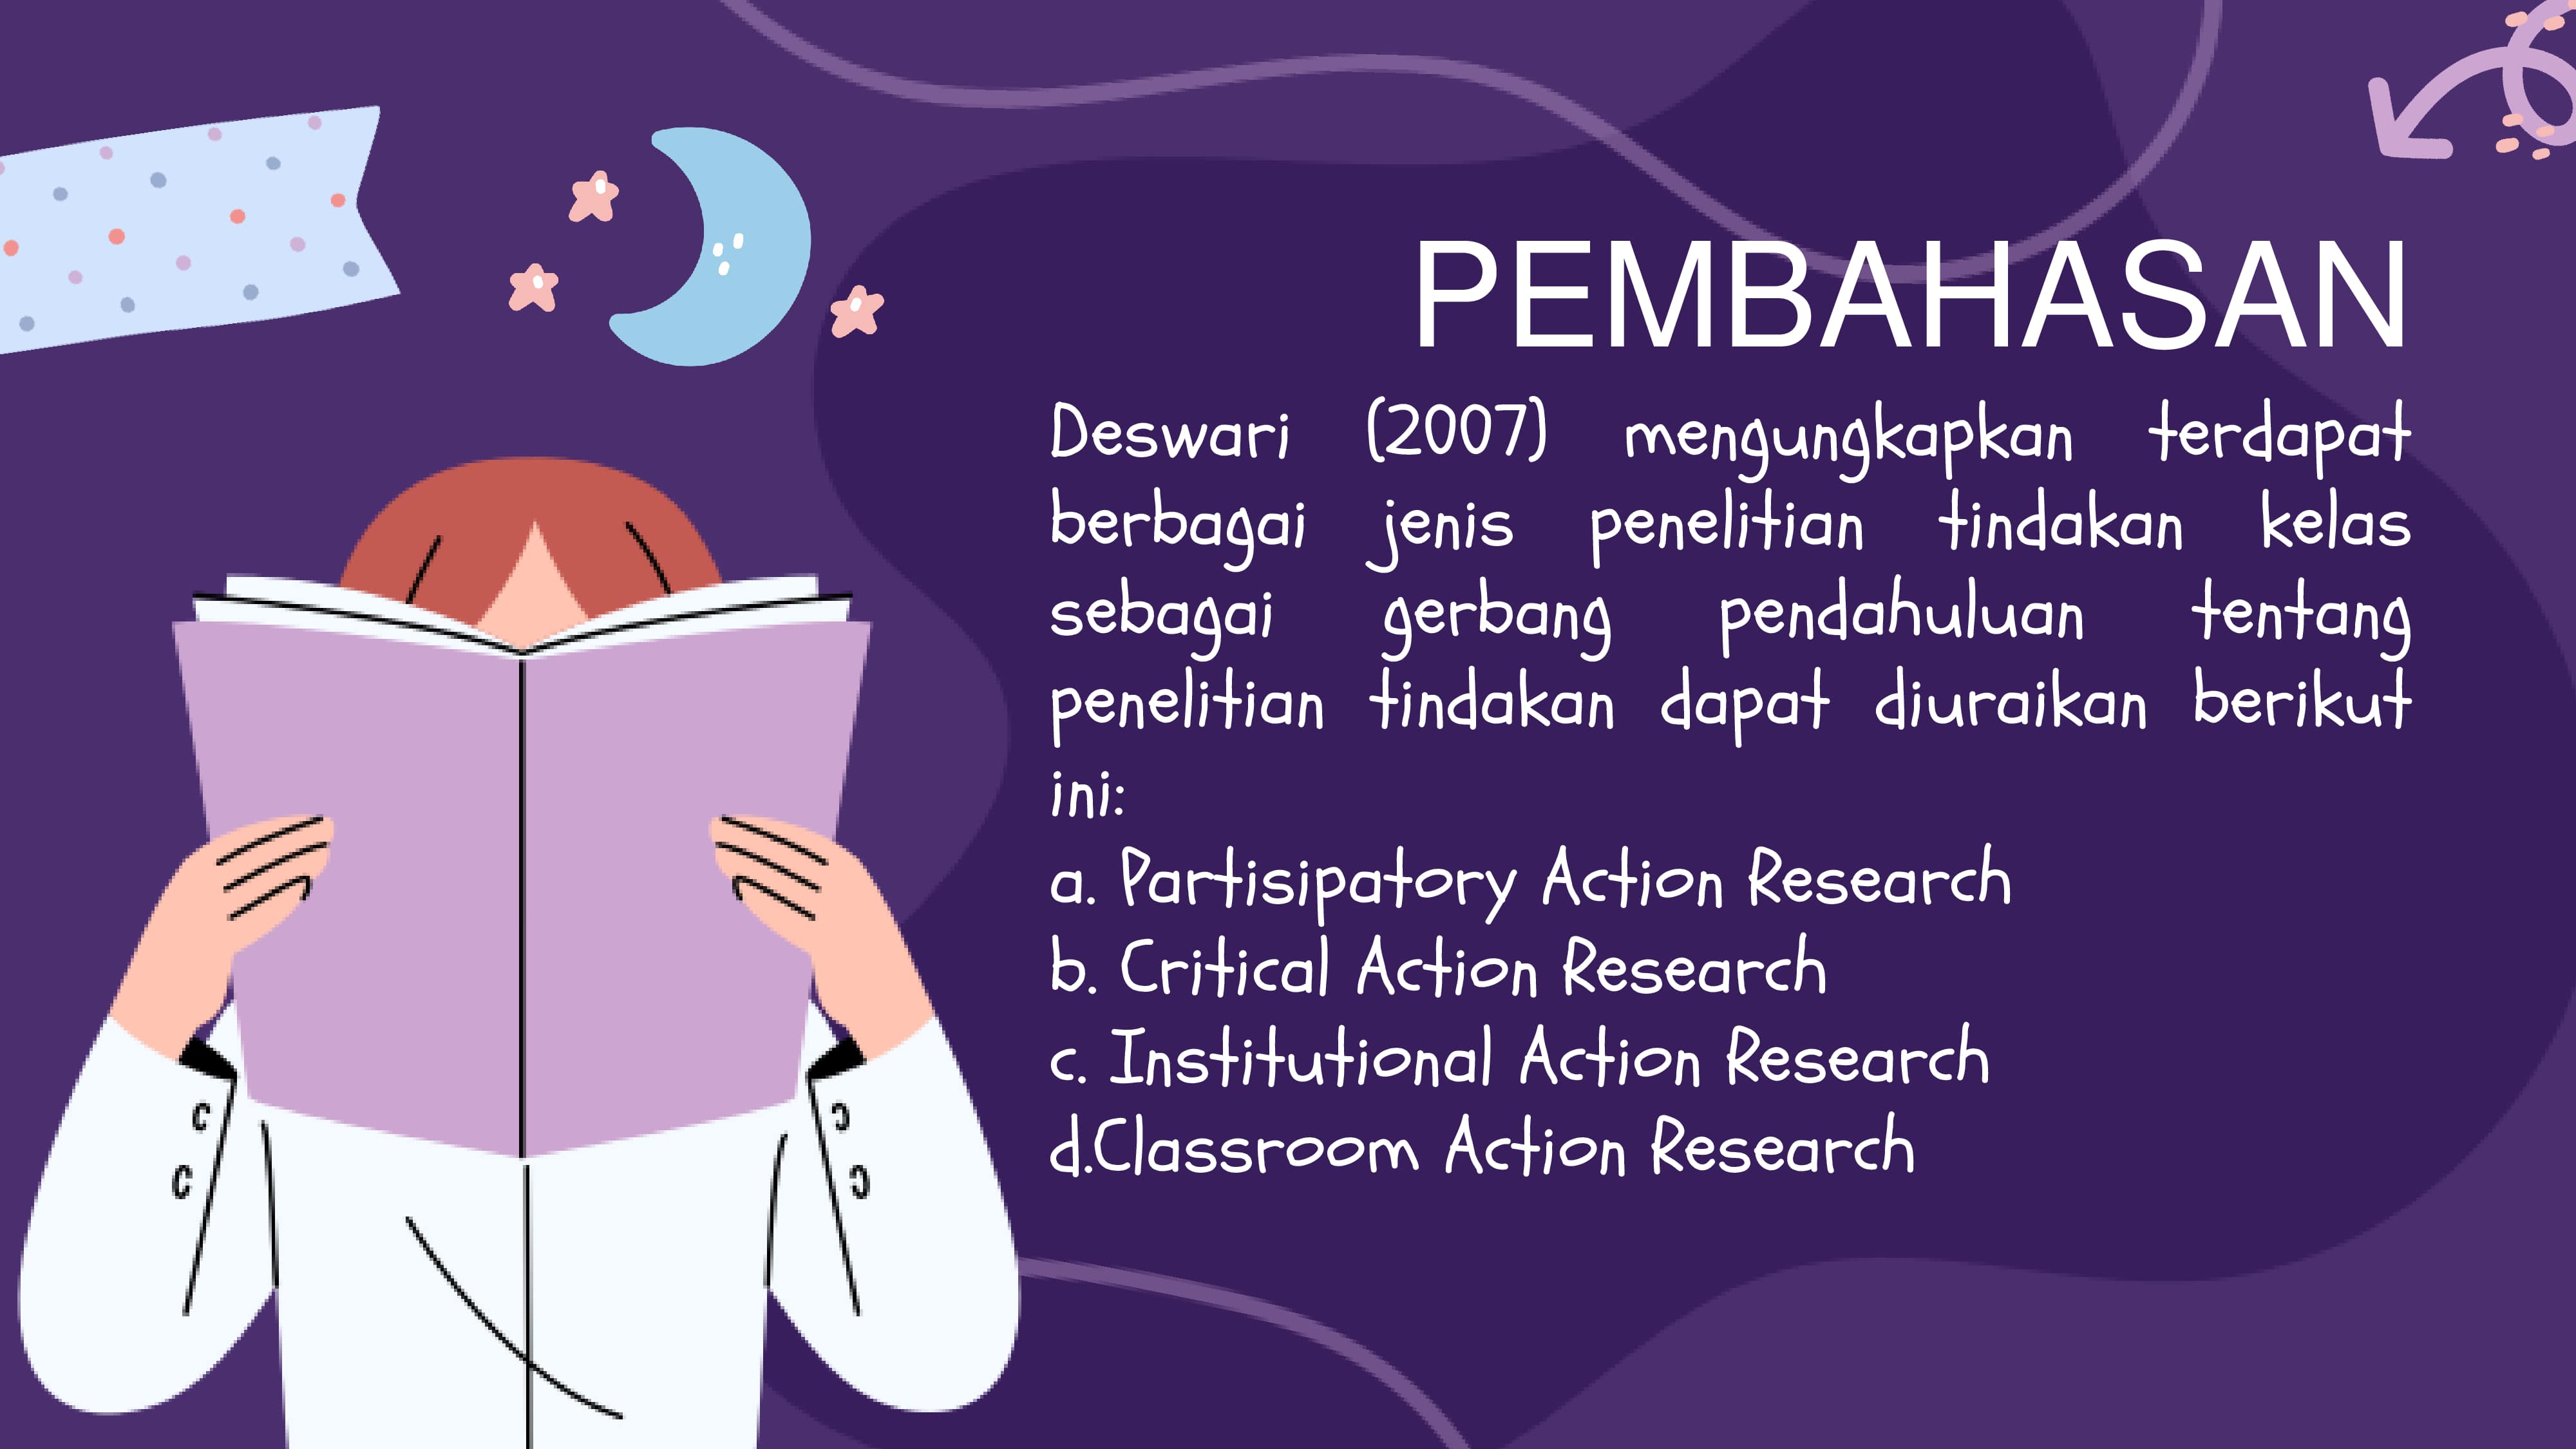 PEMBAHASAN
Deswari (2007) mengungkapkan terdapat
berbagai jenis penelitian tindakan kelas
sebagai gerbang pendahuluan tentang
penelitian tindakan dapat diuraikan berikut
ini:
a. Partisipatory Action Research
b. Critical Action Research
c. Institutional Action Research
d.Classroom Action Research